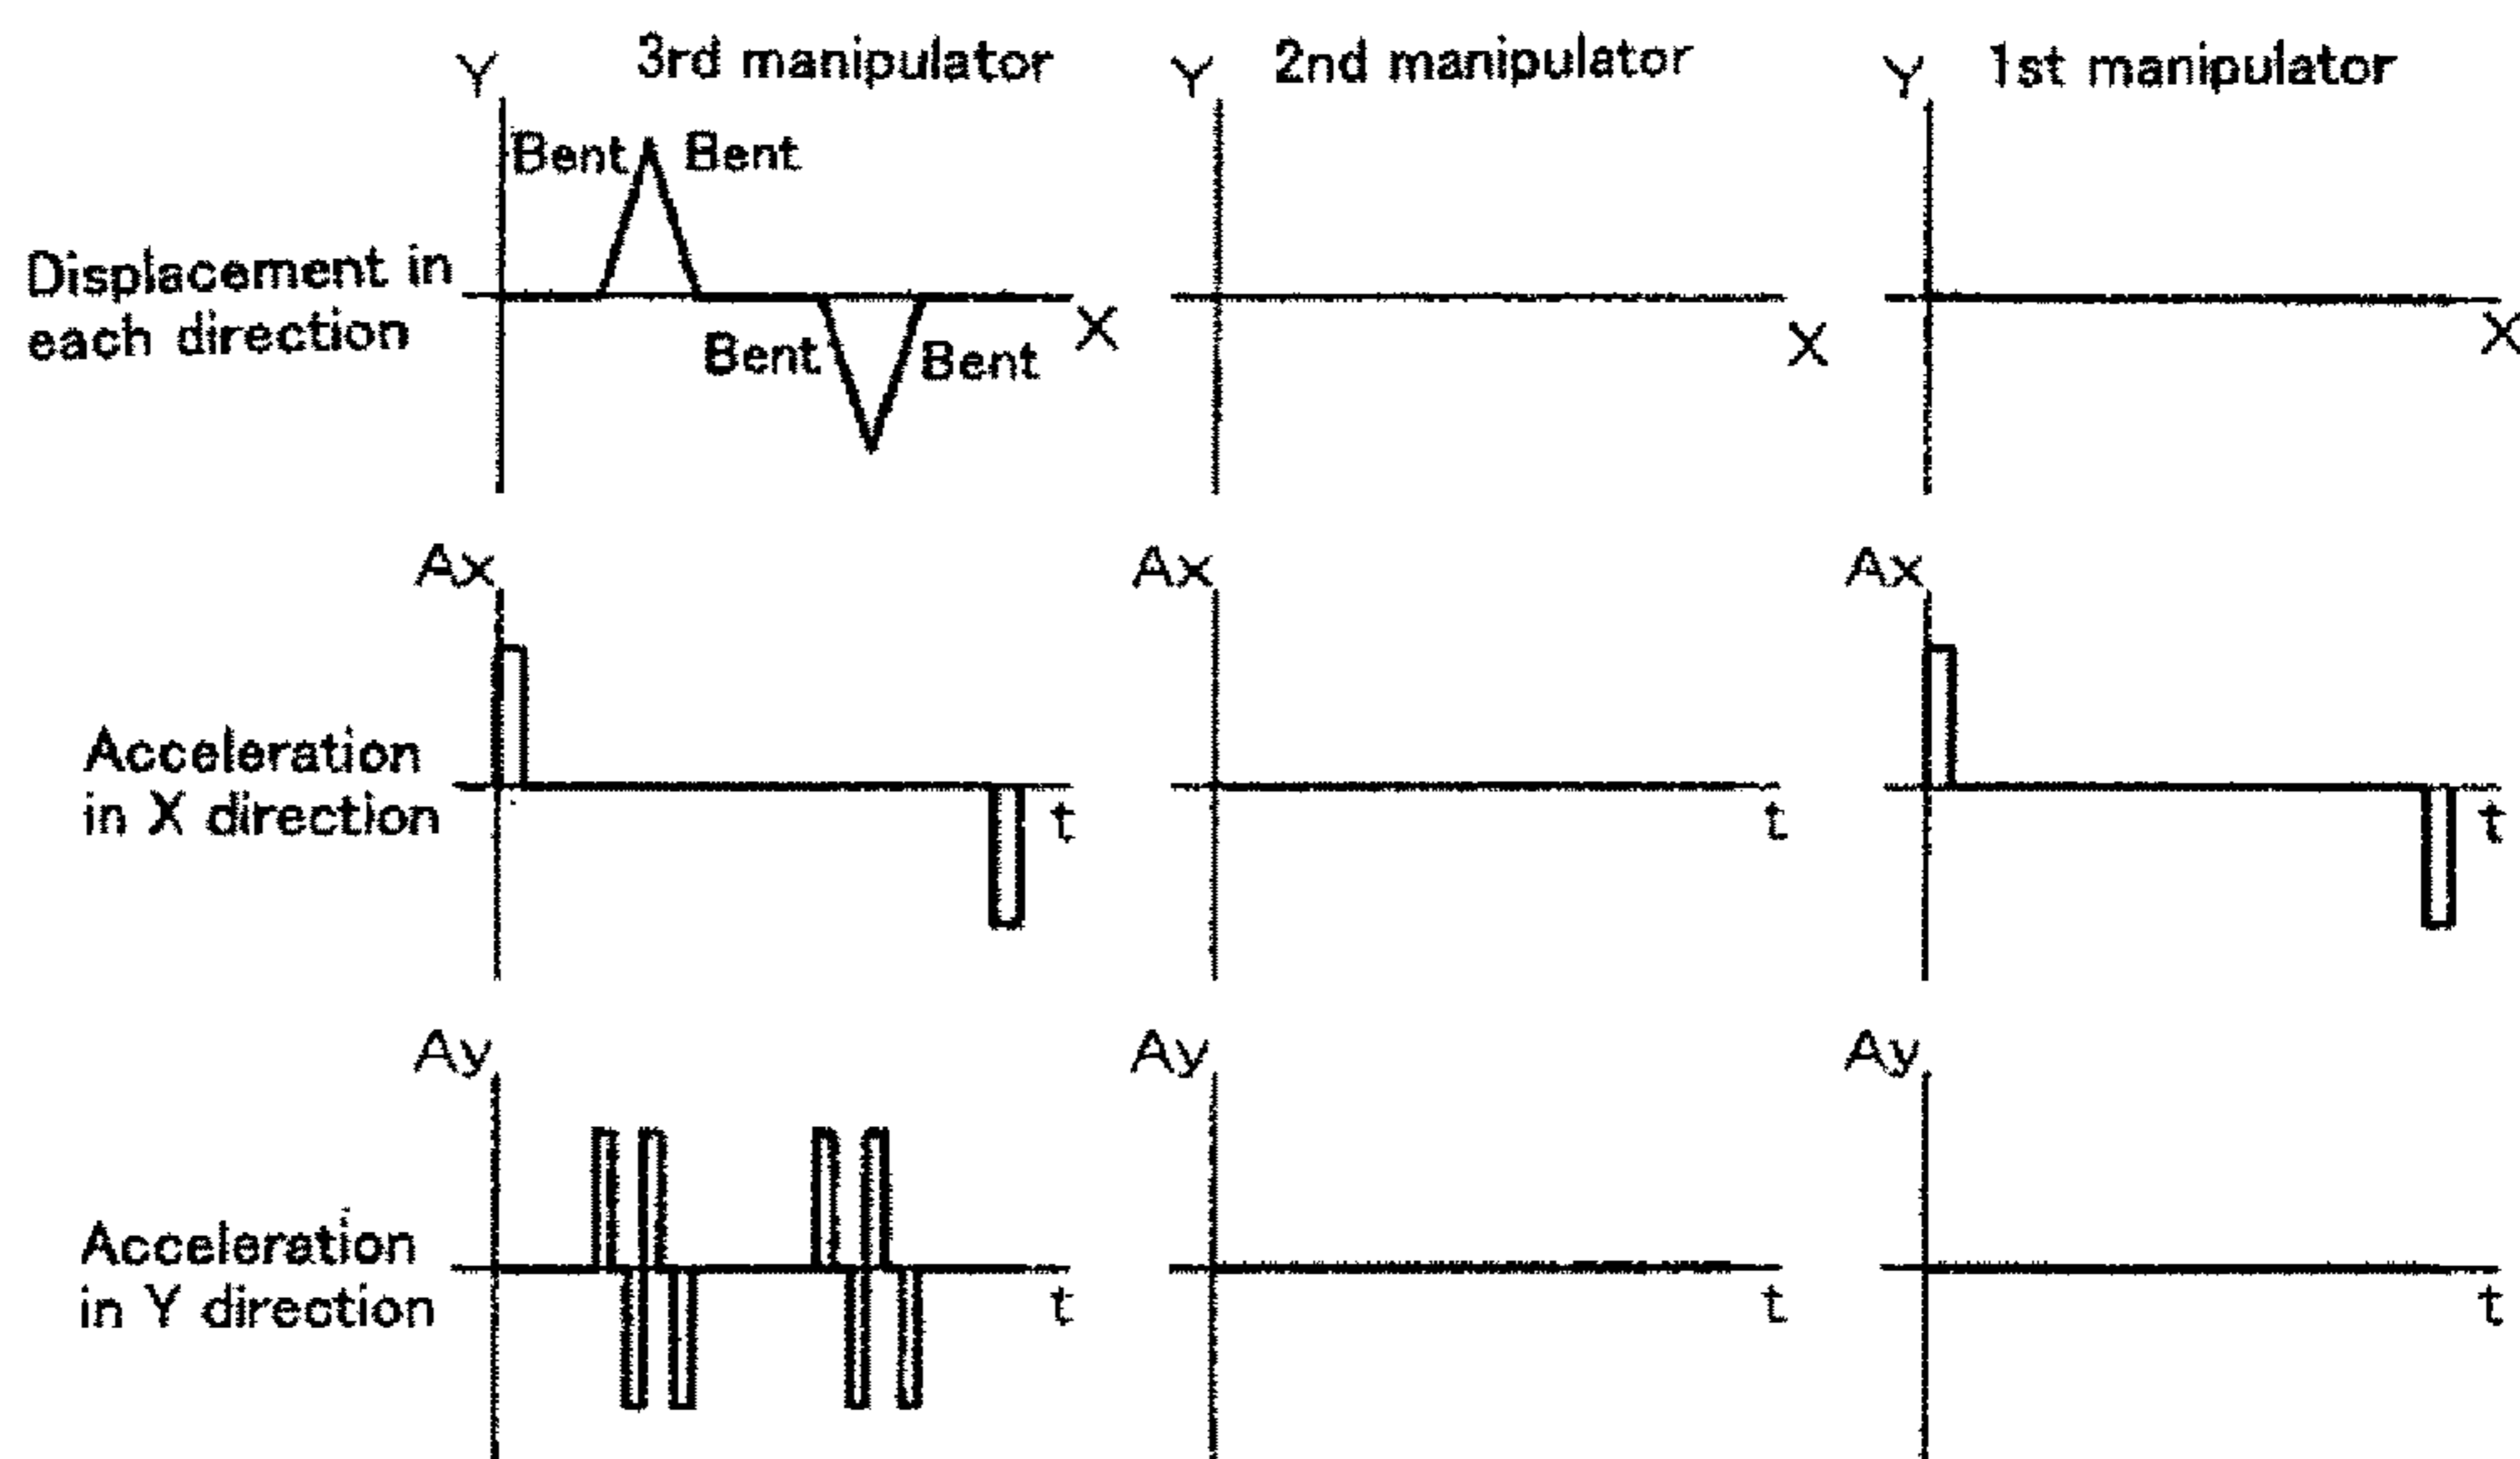 3rd manipulator
2nd manipulator
1st manipulator
Y
Y
Y
Bent
Bent
Displacement in
each direction
Bent
Bent
X
X
X
Ax
Ax
Ax
Acceleration
in X direction
t
t
t
Ay
Ay
Ay
Acceleration
in Y direction
t
t
t